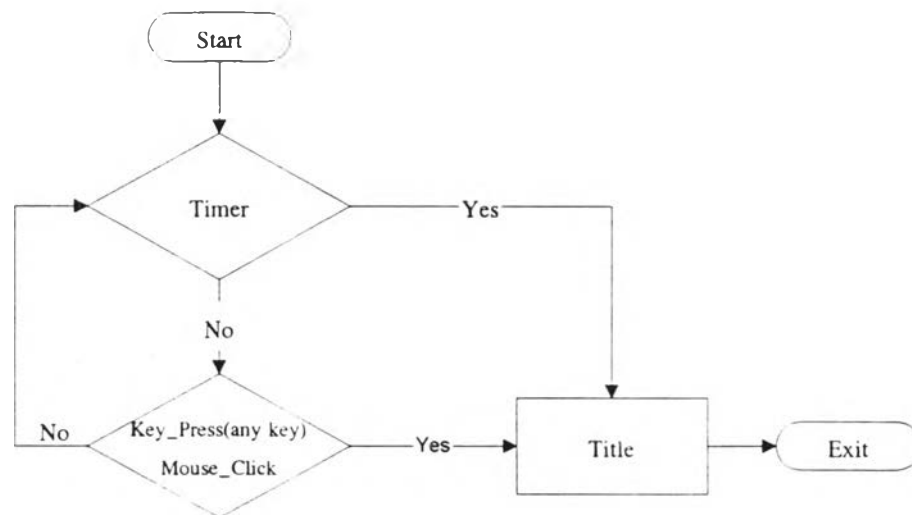 Start
Timer
Yes
No
No
Key_Press(any key)
Mouse_Click
Yes
Title
Exit